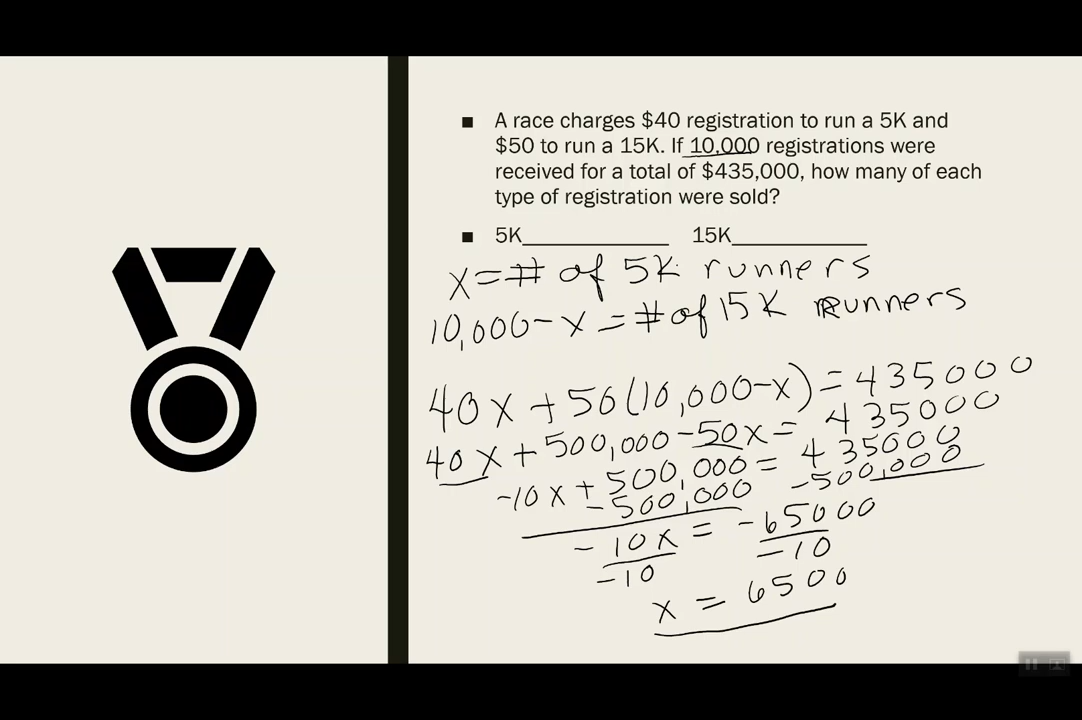 ■ A race charges $40 registration to run a 5K and
$50 to run a 15K. If 10,000 registrations were
received for a total of $435,000, how many of each
type of registration were sold?
■ 5K____________ 15K____________
x = # of 5K runners
10,000 - x = # of 15K runners
40x + 50(10,000 - x) = 435000
40x + 500,000 - 50x = 435000
-10x + 500,000 = 435000
-500,000 -500,000
-10x = -65000
-10 -10
x = 6500